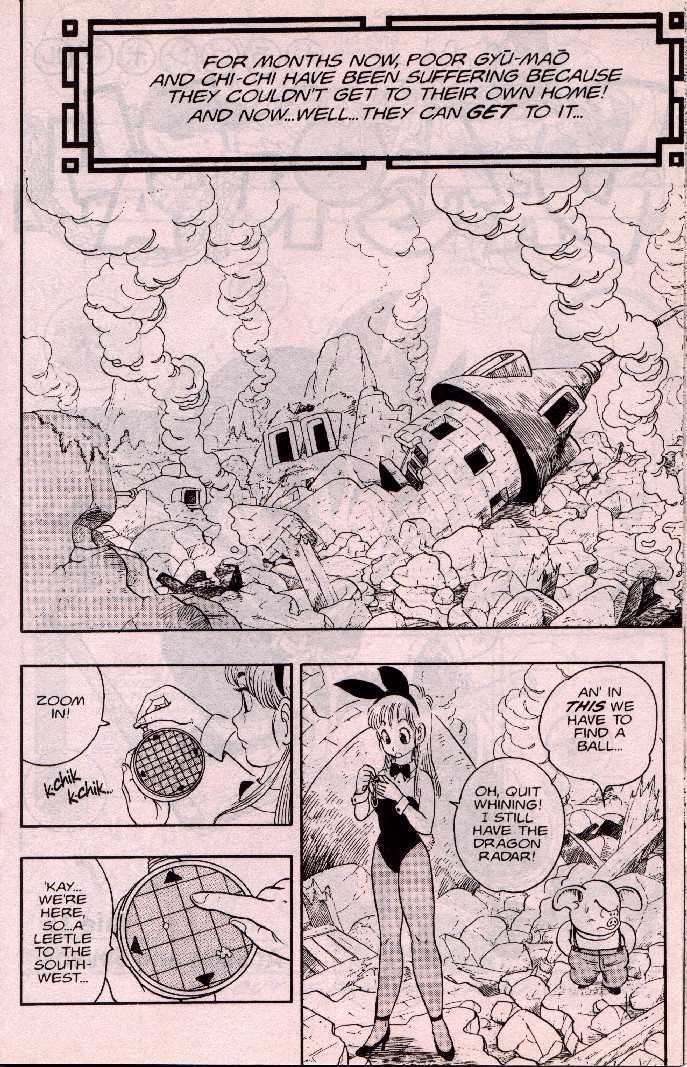 FOR MONTHS NOW, POOR GYŪ-MAŌ
AND CHI-CHI HAVE BEEN SUFFERING BECAUSE
THEY COULDN'T GET TO THEIR OWN HOME!
AND NOW...WELL...THEY CAN GET TO IT...
AN' IN
THIS WE
HAVE TO
FIND A
BALL...
OH, QUIT
WHINING!
I STILL
HAVE THE
DRAGON
RADAR!
ZOOM
IN!
k-chik
k-chik...
'KAY...
WE'RE
HERE,
SO...A
LEETLE
TO THE
SOUTH-
WEST...